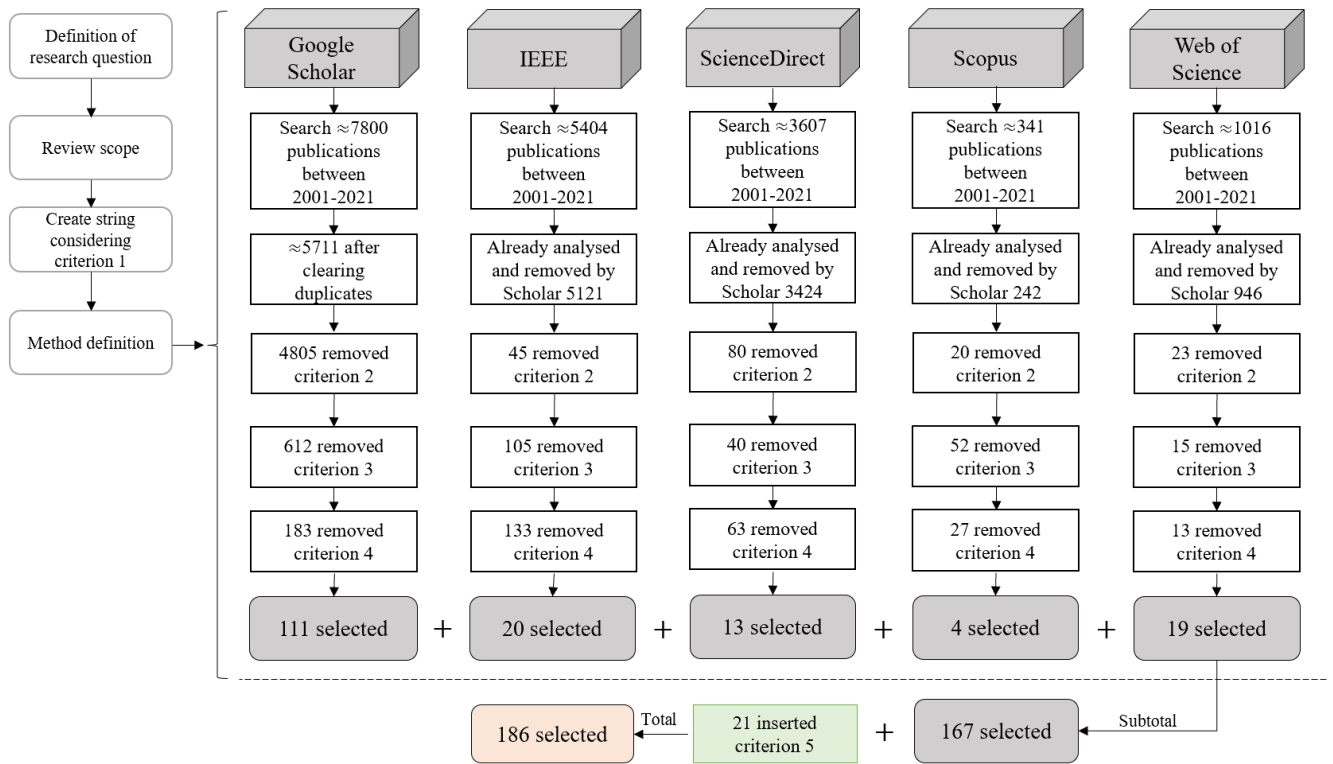 Definition of
research question
Review scope
Create string
considering
criterion 1
Method definition
Google
Scholar
Search ≈7800
publications
between
2001-2021
≈5711 after
clearing
duplicates
4805 removed
criterion 2
612 removed
criterion 3
183 removed
criterion 4
111 selected
+
IEEE
Search ≈5404
publications
between
2001-2021
Already analysed
and removed by
Scholar 5121
45 removed
criterion 2
105 removed
criterion 3
133 removed
criterion 4
20 selected
+
ScienceDirect
Search ≈3607
publications
between
2001-2021
Already analysed
and removed by
Scholar 3424
80 removed
criterion 2
40 removed
criterion 3
63 removed
criterion 4
13 selected
+
Scopus
Search ≈341
publications
between
2001-2021
Already analysed
and removed by
Scholar 242
20 removed
criterion 2
52 removed
criterion 3
27 removed
criterion 4
4 selected
+
Web of
Science
Search ≈1016
publications
between
2001-2021
Already analysed
and removed by
Scholar 946
23 removed
criterion 2
15 removed
criterion 3
13 removed
criterion 4
19 selected
Subtotal
167 selected
+
21 inserted
criterion 5
Total
186 selected